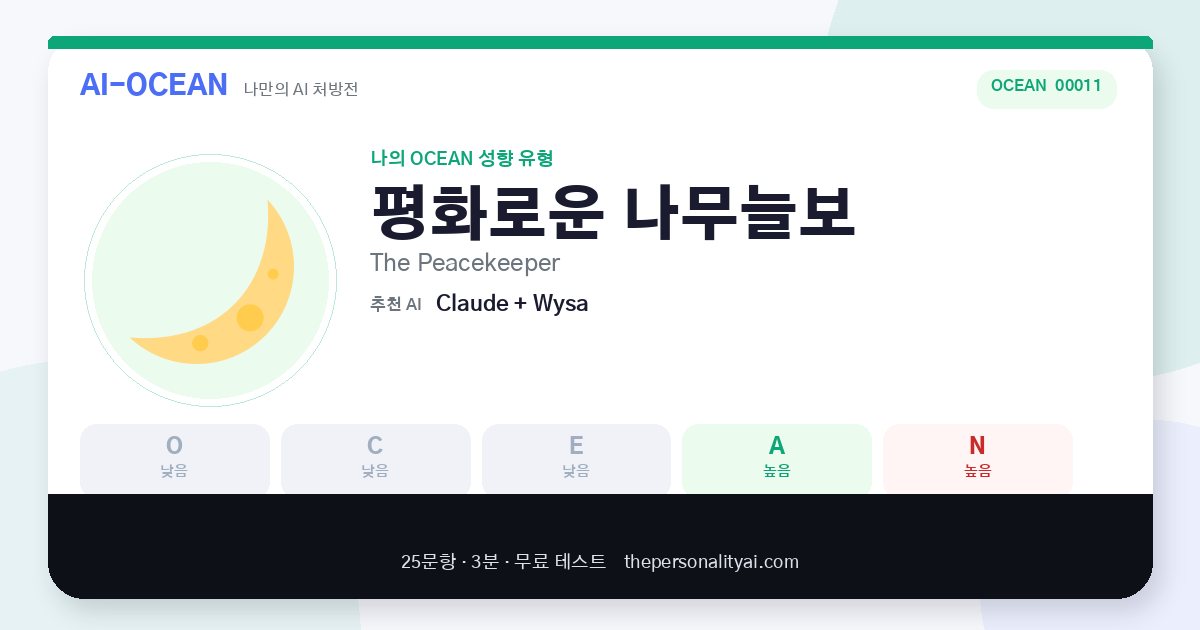 AI-OCEAN 나만의 AI 처방전
OCEAN 00011
나의 OCEAN 성향 유형
평화로운 나무늘보
The Peacekeeper
추천 AI Claude + Wysa
O C E A N
낮음 낮음 낮음 높음 높음
25문항 · 3분 · 무료 테스트 thepersonalityai.com